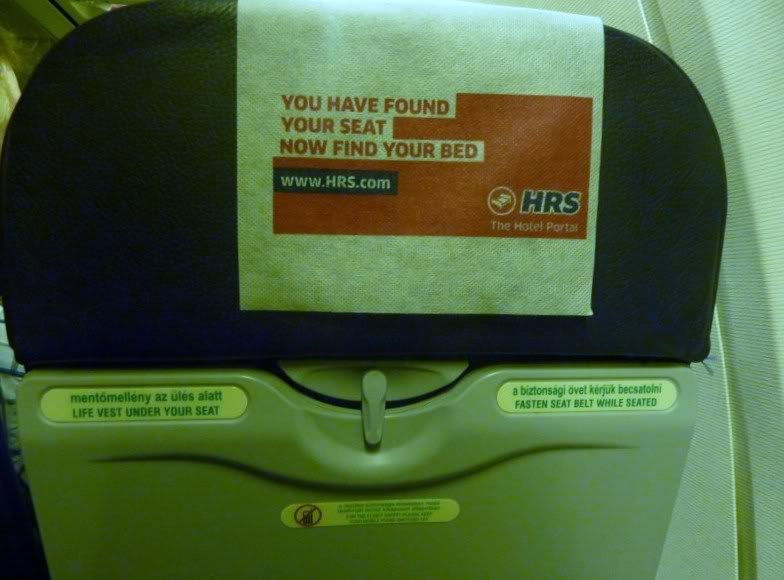 YOU HAVE FOUND
YOUR SEAT
NOW FIND YOUR BED
www.HRS.com
HRS
The Hotel Portal
mentőmellény az ülés alatt
LIFE VEST UNDER YOUR SEAT
a biztonsági övet kérjük becsatolni
FASTEN SEAT BELT WHILE SEATED